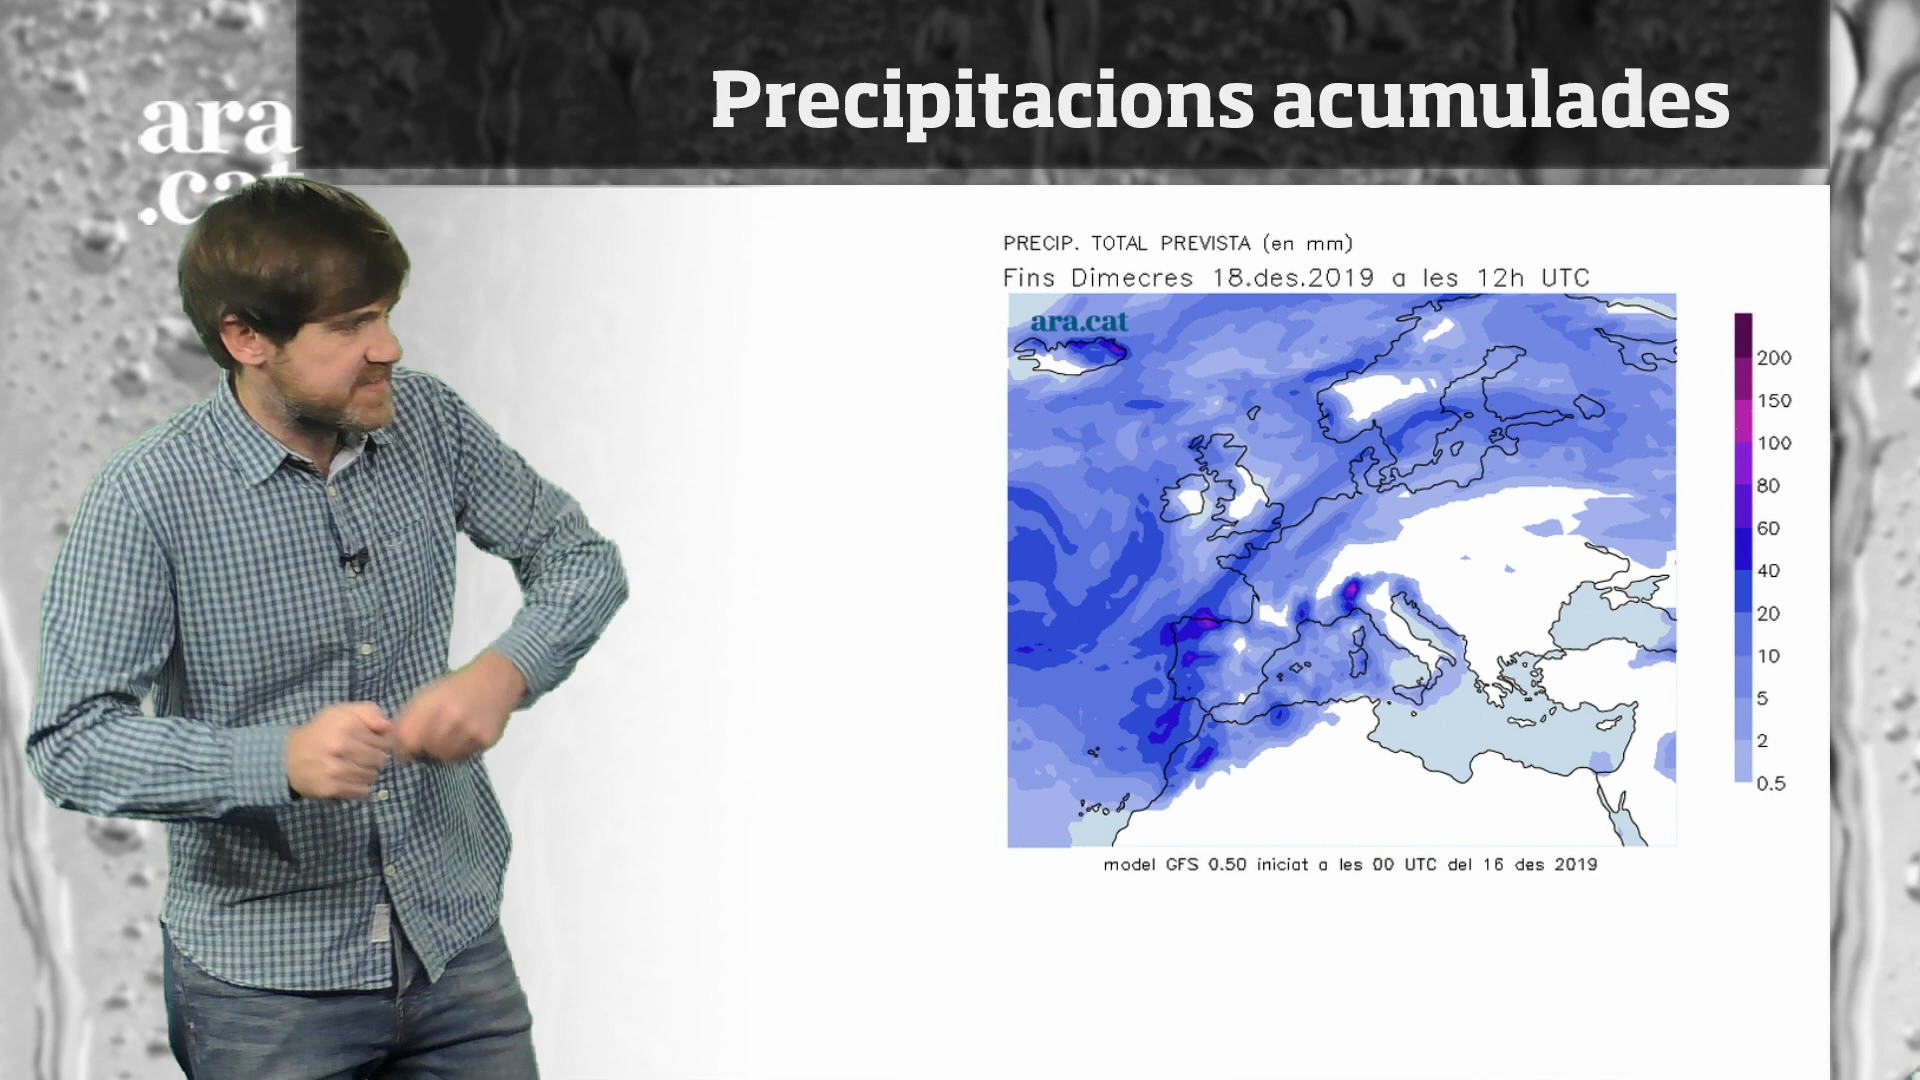 Precipitacions acumulades
ara
.cat
PRECIP. TOTAL PREVISTA (en mm)
Fins Dimecres 18.des.2019 a les 12h UTC
ara.cat
200
150
100
80
60
40
20
10
5
2
0.5
model GFS 0.50 iniciat a les 00 UTC del 16 des 2019